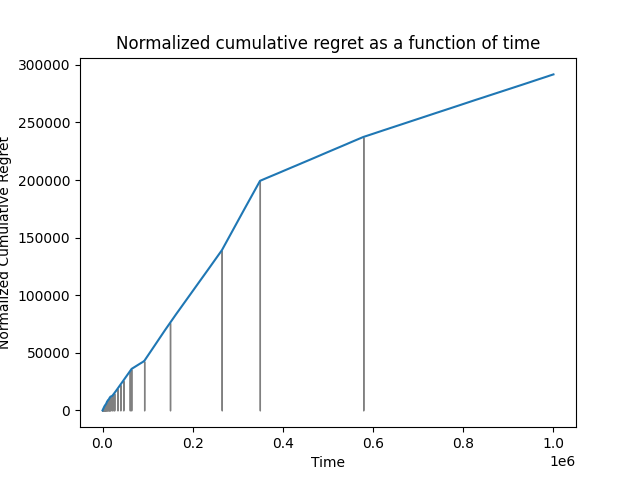 Normalized cumulative regret as a function of time
Normalized Cumulative Regret
300000
250000
200000
150000
100000
50000
0
0.0 0.2 0.4 0.6 0.8 1.0
1e6
Time